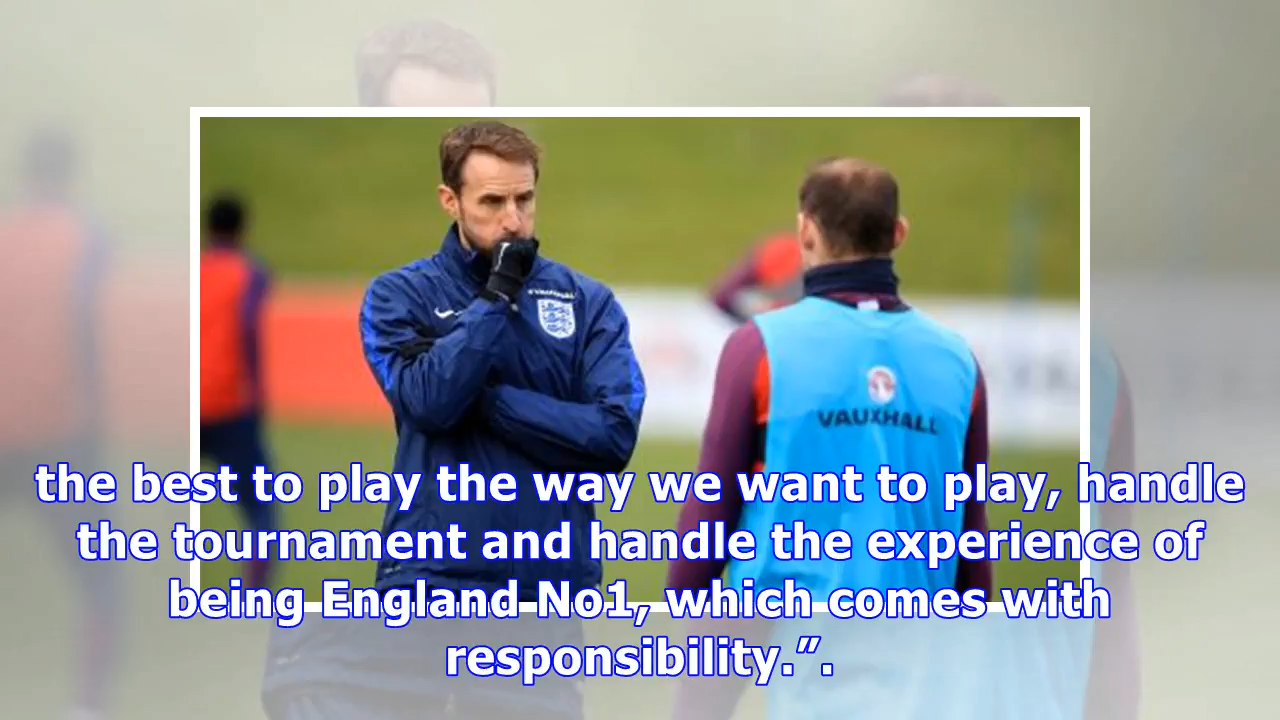 VAUXHALL
the best to play the way we want to play, handle
the tournament and handle the experience of
being England No1, which comes with
responsibility.”.